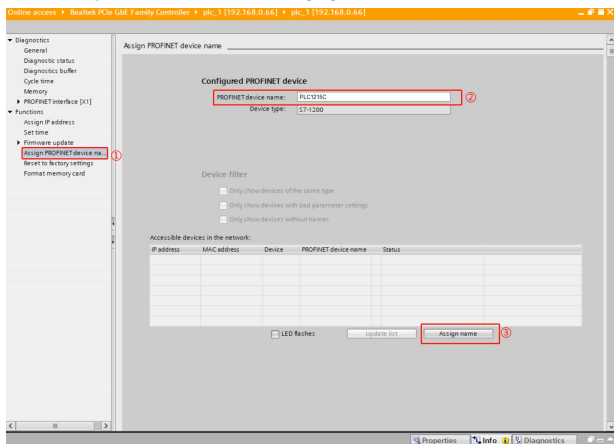 Online access ▸ Realtek PCIe GbE Family Controller ▸ plc_1 [192.168.0.66] ▸ plc_1 [192.168.0.66]
Diagnostics
General
Diagnostic status
Diagnostics buffer
Cycle time
Memory
PROFINET interface [X1]
Functions
Assign IP address
Set time
Firmware update
Assign PROFINET device na...
①
Reset to factory settings
Format memory card
Assign PROFINET device name
Configured PROFINET device
PROFINET device name: PLC1215C ②
Device type: S7-1200
Device filter
Only show devices of the same type
Only show devices with bad parameter settings
Only show devices without names
Accessible devices in the network:
IP address MAC address Device PROFINET device name Status
LED flashes Update list Assign name ③
Properties Info Diagnostics